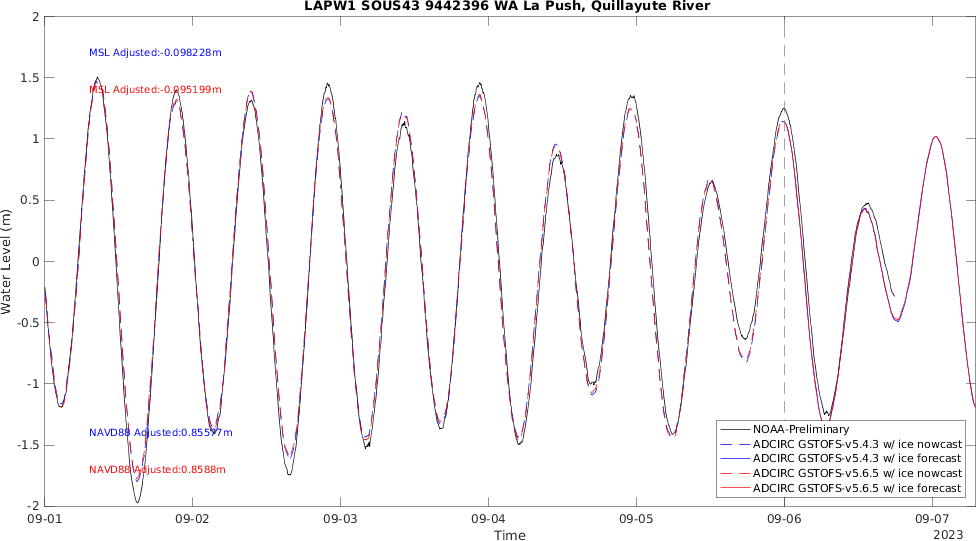 LAPW1 SOUS43 9442396 WA La Push, Quillayute River
2
1.5
1
0.5
0
-0.5
-1
-1.5
-2
Water Level (m)
MSL Adjusted:-0.098228m
MSL Adjusted:-0.095199m
NAVD88 Adjusted:0.85577m
NAVD88 Adjusted:0.8588m
NOAA-Preliminary
ADCIRC GSTOFS-v5.4.3 w/ ice nowcast
ADCIRC GSTOFS-v5.4.3 w/ ice forecast
ADCIRC GSTOFS-v5.6.5 w/ ice nowcast
ADCIRC GSTOFS-v5.6.5 w/ ice forecast
09-01 09-02 09-03 09-04 09-05 09-06 09-07
Time
2023